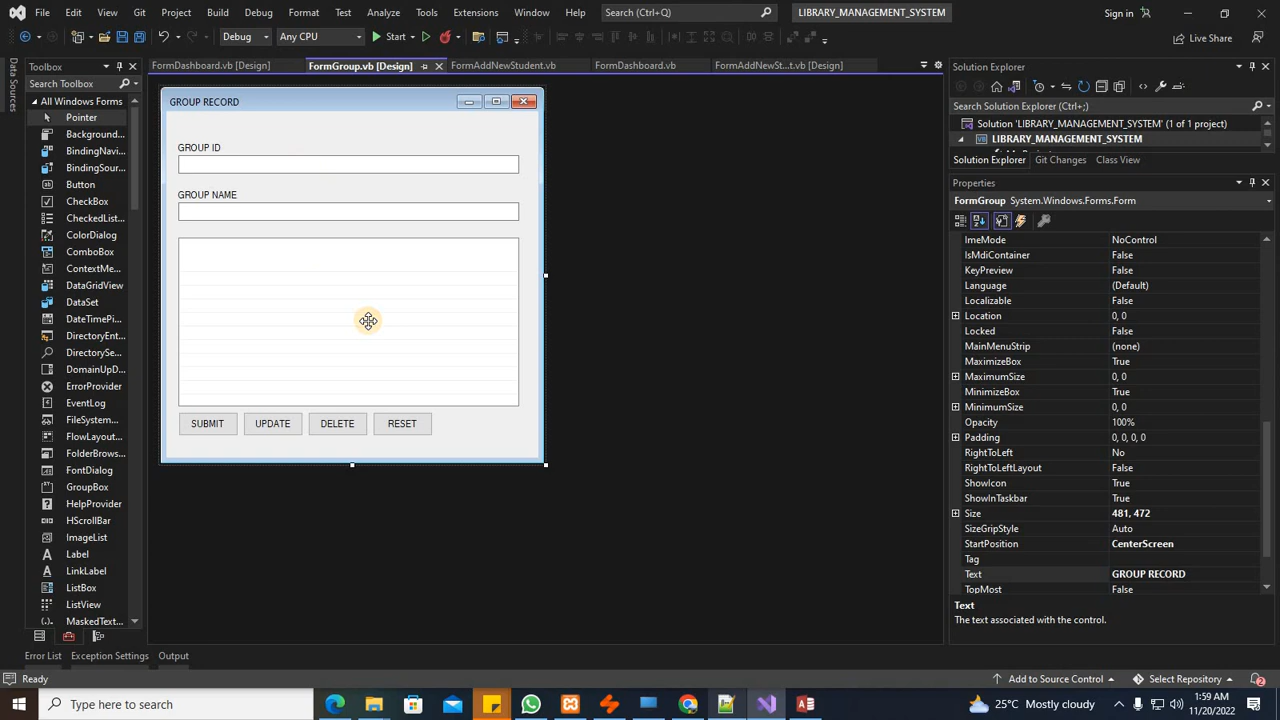 File Edit View Git Project Build Debug Format Test Analyze Tools Extensions Window Help Search (Ctrl+Q) LIBRARY_MANAGEMENT_SYSTEM Sign in
Debug Any CPU Start Live Share
Data Sources
Toolbox
Search Toolbox
All Windows Forms
Pointer
Background...
BindingNavi...
BindingSour...
Button
CheckBox
CheckedList...
ColorDialog
ComboBox
ContextMe...
DataGridView
DataSet
DateTimePi...
DirectoryEnt...
DirectorySe...
DomainUpD...
ErrorProvider
EventLog
FileSystem...
FlowLayout...
FolderBrows...
FontDialog
GroupBox
HelpProvider
HScrollBar
ImageList
Label
LinkLabel
ListBox
ListView
MaskedText...
FormDashboard.vb [Design] FormGroup.vb [Design] FormAddNewStudent.vb FormDashboard.vb FormAddNewSt...t.vb [Design]
GROUP RECORD
GROUP ID
GROUP NAME
SUBMIT UPDATE DELETE RESET
Solution Explorer
Search Solution Explorer (Ctrl+;)
Solution 'LIBRARY_MANAGEMENT_SYSTEM' (1 of 1 project)
LIBRARY_MANAGEMENT_SYSTEM
Solution Explorer Git Changes Class View
Properties
FormGroup System.Windows.Forms.Form
ImeMode NoControl
IsMdiContainer False
KeyPreview False
Language (Default)
Localizable False
Location 0, 0
Locked False
MainMenuStrip (none)
MaximizeBox True
MaximumSize 0, 0
MinimizeBox True
MinimumSize 0, 0
Opacity 100%
Padding 0, 0, 0, 0
RightToLeft No
RightToLeftLayout False
ShowIcon True
ShowInTaskbar True
Size 481, 472
SizeGripStyle Auto
StartPosition CenterScreen
Tag
Text GROUP RECORD
TopMost False
Text
The text associated with the control.
Error List Exception Settings Output
Ready Add to Source Control Select Repository 2
Type here to search 25°C Mostly cloudy 1:59 AM
11/20/2022